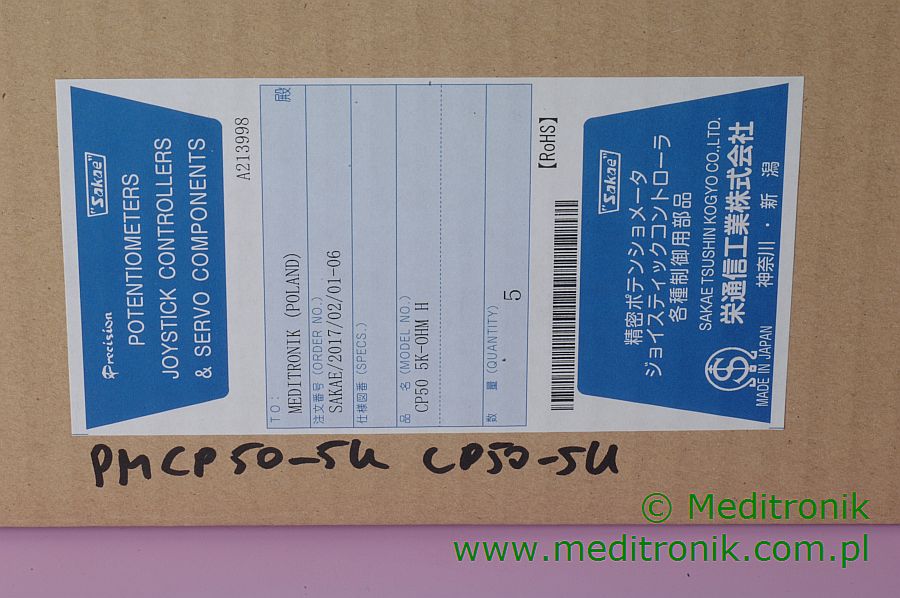 "Sakae"
Precision
POTENTIOMETERS
JOYSTICK CONTROLLERS
& SERVO COMPONENTS
A213998
殿
TO:
MEDITRONIK (POLAND)
注文番号 (ORDER NO.)
SAKAE/2017/02/01-06
仕様図番 (SPECS.)
品 名 (MODEL NO.)
CP50 5K-OHM H
数 量 (QUANTITY)
5
【RoHS】
"Sakae"
精密ポテンショメータ
ジョイスティックコントローラ
各種制御用部品
SAKAE TSUSHIN KOGYO CO.,LTD.
栄通信工業株式会社
MADE IN JAPAN 神奈川・新潟
PMCP50-5K CP50-5K
© Meditronik
www.meditronik.com.pl